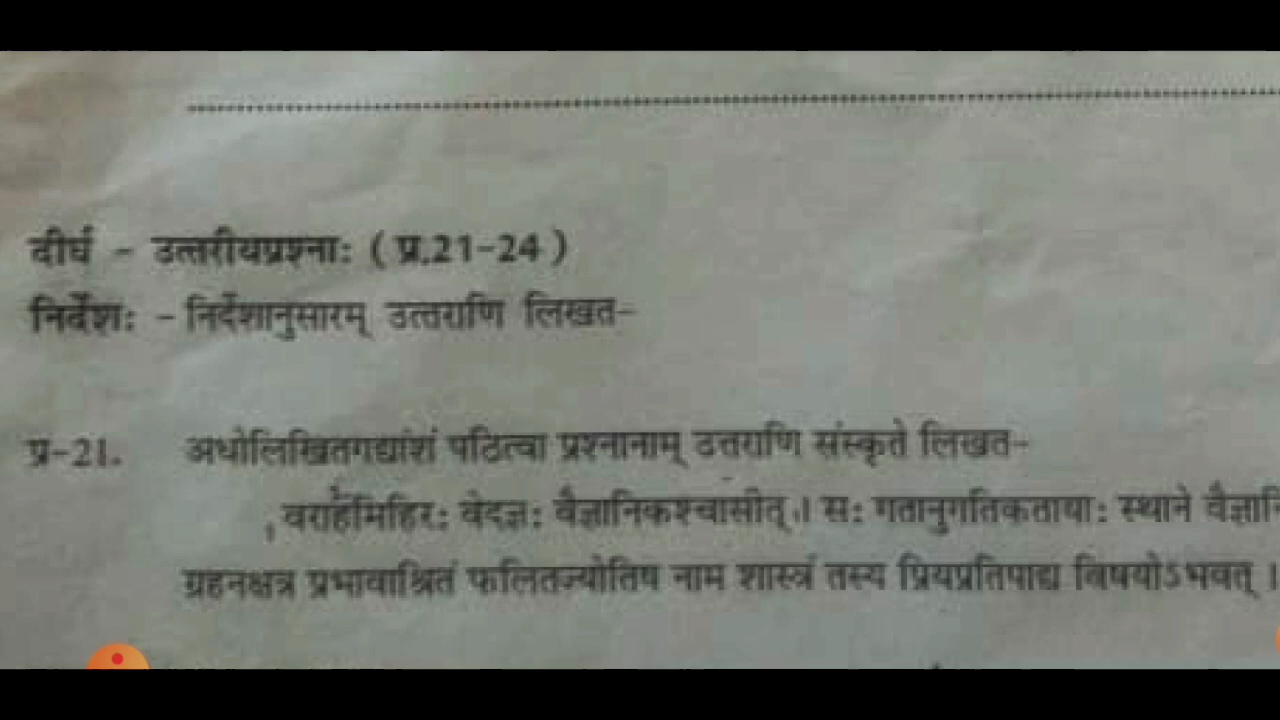 दीर्घ - उत्तरीयप्रश्नाः ( प्र.21-24 )
निर्देशः - निर्देशानुसारम् उत्तराणि लिखत-
प्र-21. अधोलिखितगद्यांशं पठित्वा प्रश्नानाम् उत्तराणि संस्कृते लिखत-
वराहमिहिरः वेदज्ञः वैज्ञानिकश्चासीत् । सः गतानुगतिकतायाः स्थाने
ग्रहनक्षत्र प्रभावाश्रितं फलितज्योतिष नाम शास्त्रं तस्य प्रियप्रतिपाद्य विषयोऽभवत् ।